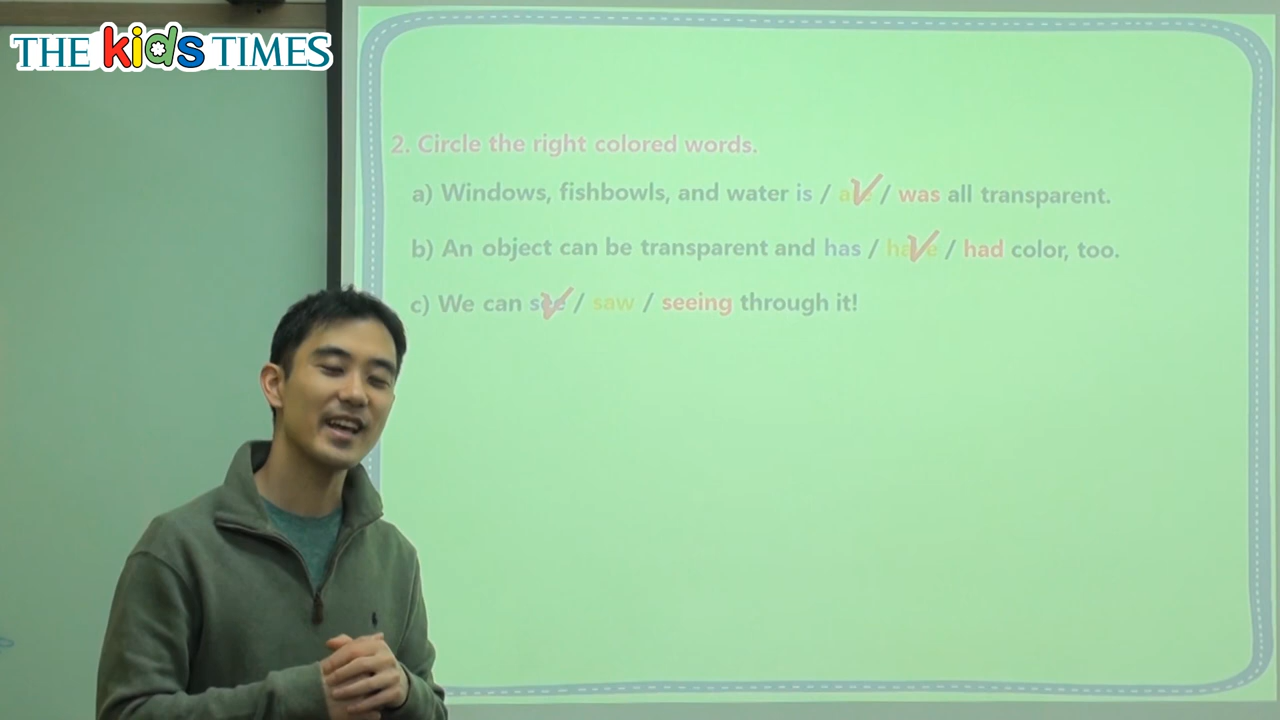 THE kids TIMES
2. Circle the right colored words.
a) Windows, fishbowls, and water is / are / was all transparent.
b) An object can be transparent and has / have / had color, too.
c) We can see / saw / seeing through it!